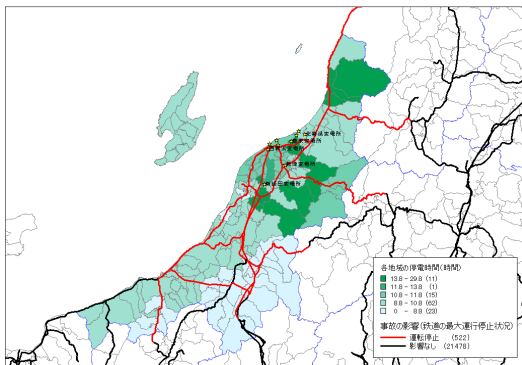 各地域の停電時間(時間)
13.8 - 29.8 (11)
11.8 - 13.8 (1)
10.8 - 11.8 (15)
8.8 - 10.8 (62)
0 - 8.8 (23)
事故の影響(鉄道の最大運行停止状況)
運転停止 (522)
影響なし (21478)